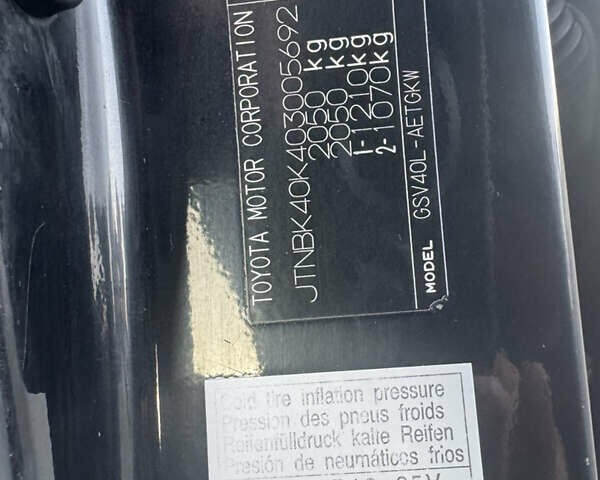 TOYOTA MOTOR CORPORATION
JTNBK40K403005692
2050 kg
2050 kg
1-1210kg
2-1070kg
MODEL GSV40L-AETGKW
Cold tire inflation pressure
Pression des pneus froids
Reifenfülldruck kalte Reifen
Presión de neumáticos frios